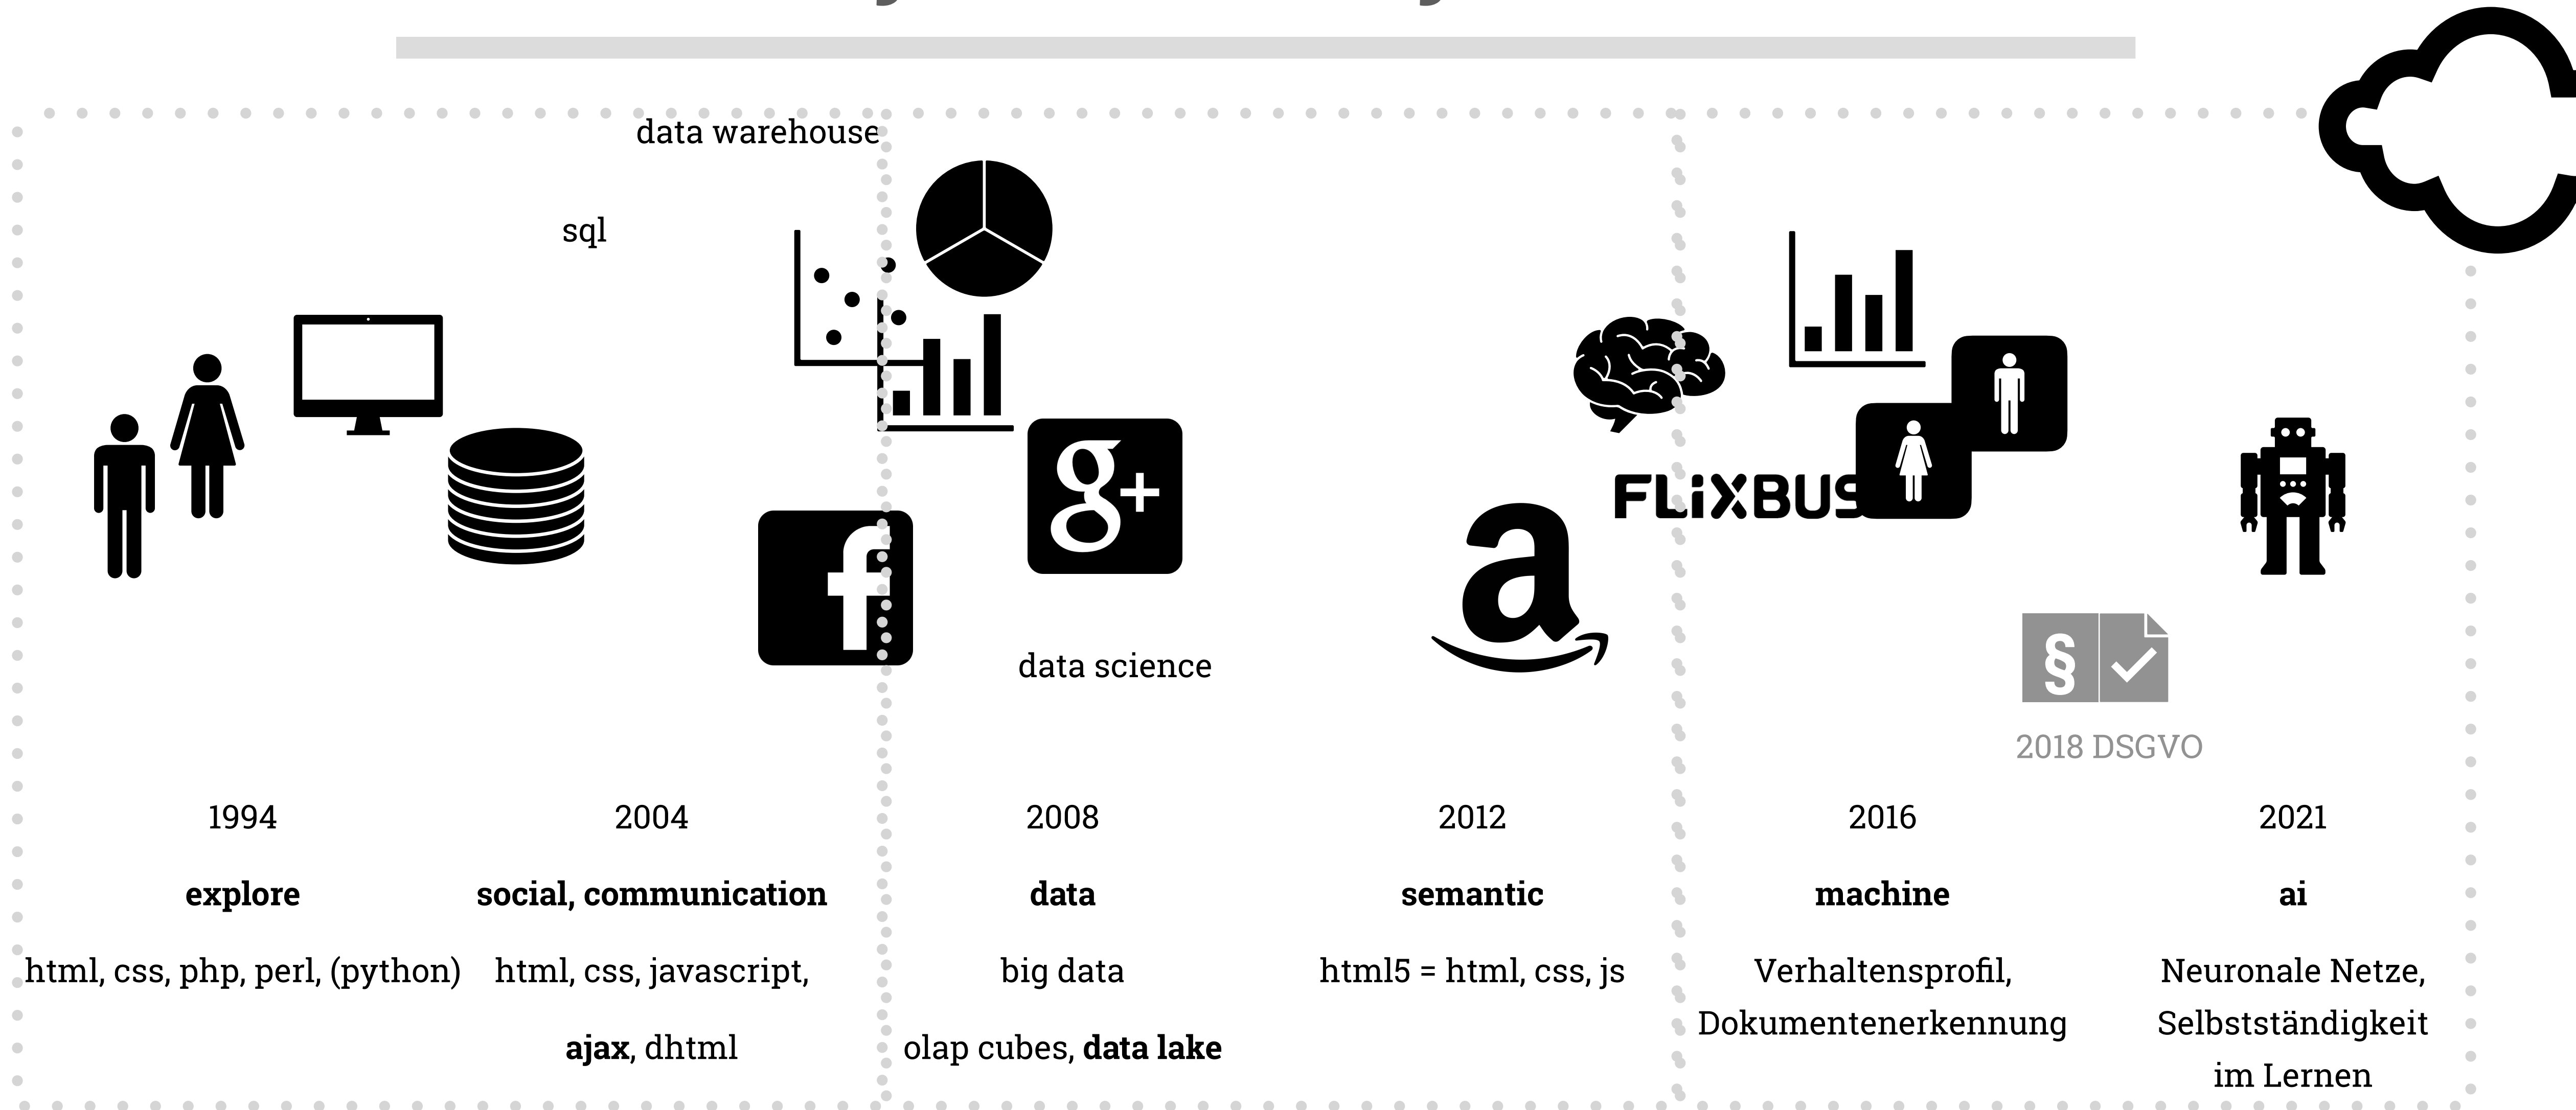 data warehouse
sql
g+
f
a
FLiXBUS
data science
§
2018 DSGVO
1994
2004
2008
2012
2016
2021
explore
social, communication
data
semantic
machine
ai
html, css, php, perl, (python)
html, css, javascript,
big data
html5 = html, css, js
Verhaltensprofil,
Neuronale Netze,
Dokumentenerkennung
Selbstständigkeit
ajax, dhtml
olap cubes, data lake
im Lernen